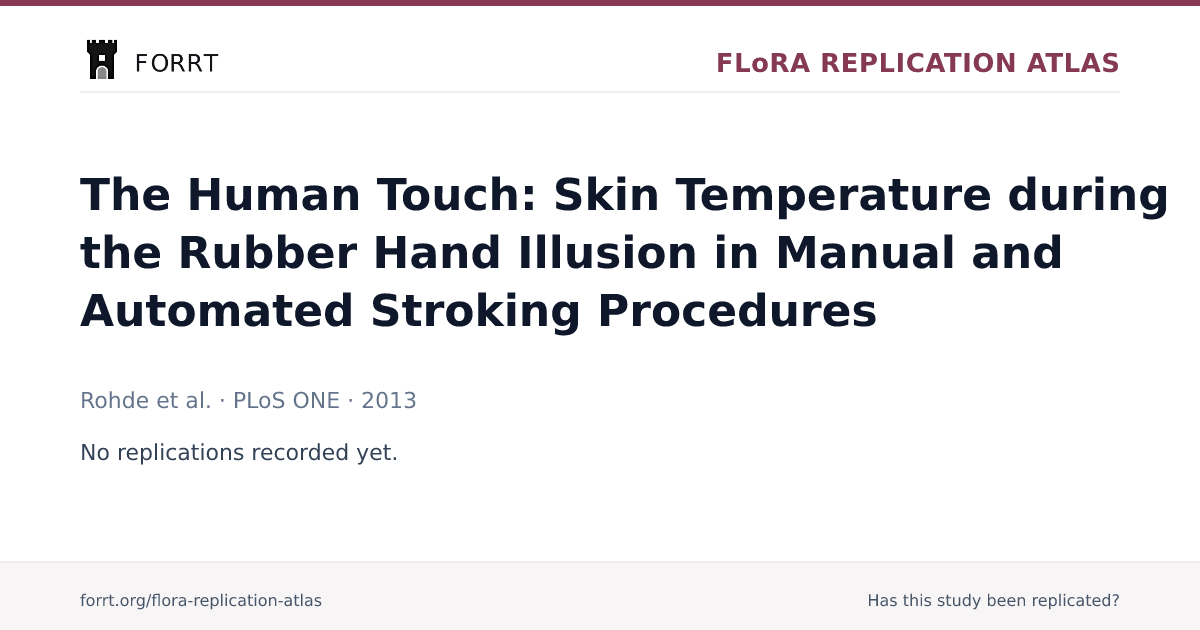 FORRT
FLoRA REPLICATION ATLAS
The Human Touch: Skin Temperature during
the Rubber Hand Illusion in Manual and
Automated Stroking Procedures
Rohde et al. · PLoS ONE · 2013
No replications recorded yet.
forrt.org/flora-replication-atlas
Has this study been replicated?